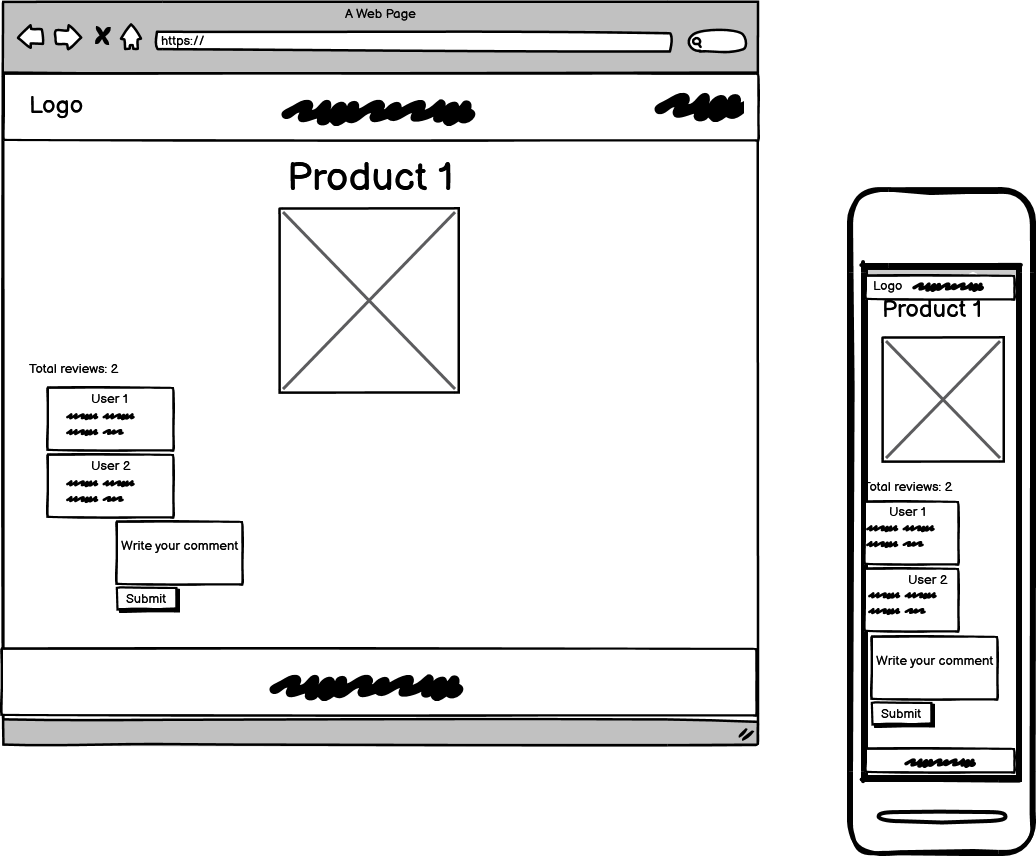 A Web Page
https://
Logo
Product 1
Total reviews: 2
User 1
User 2
Write your comment
Submit
Logo
Product 1
Total reviews: 2
User 1
User 2
Write your comment
Submit